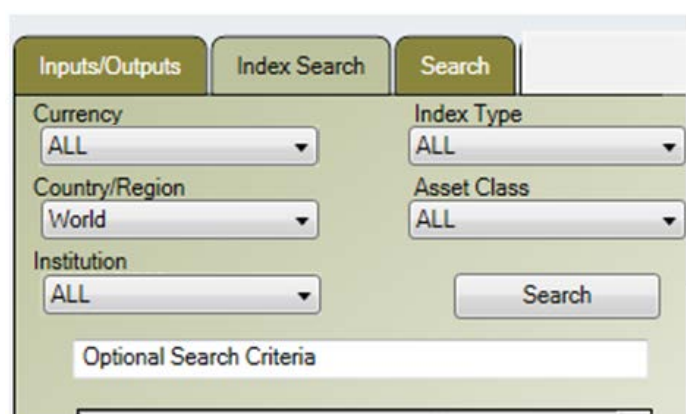 Inputs/Outputs Index Search Search
Currency Index Type
ALL ALL
Country/Region Asset Class
World ALL
Institution
ALL Search
Optional Search Criteria